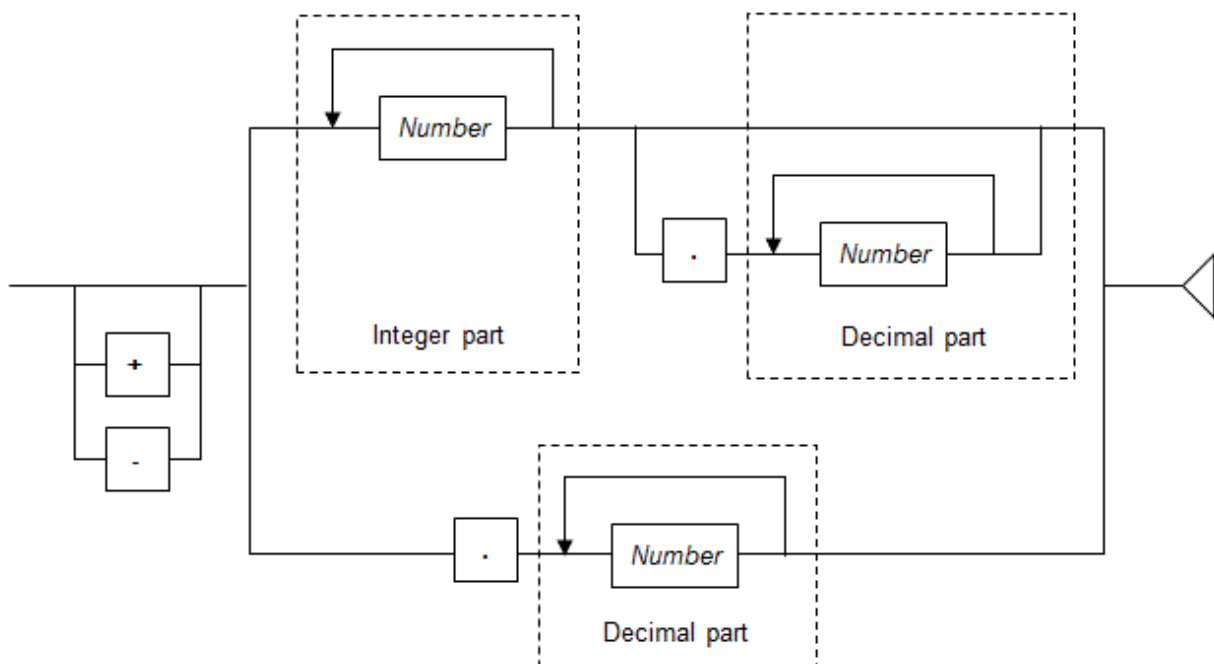 Number
.
Number
Integer part
Decimal part
+
-
.
Number
Decimal part